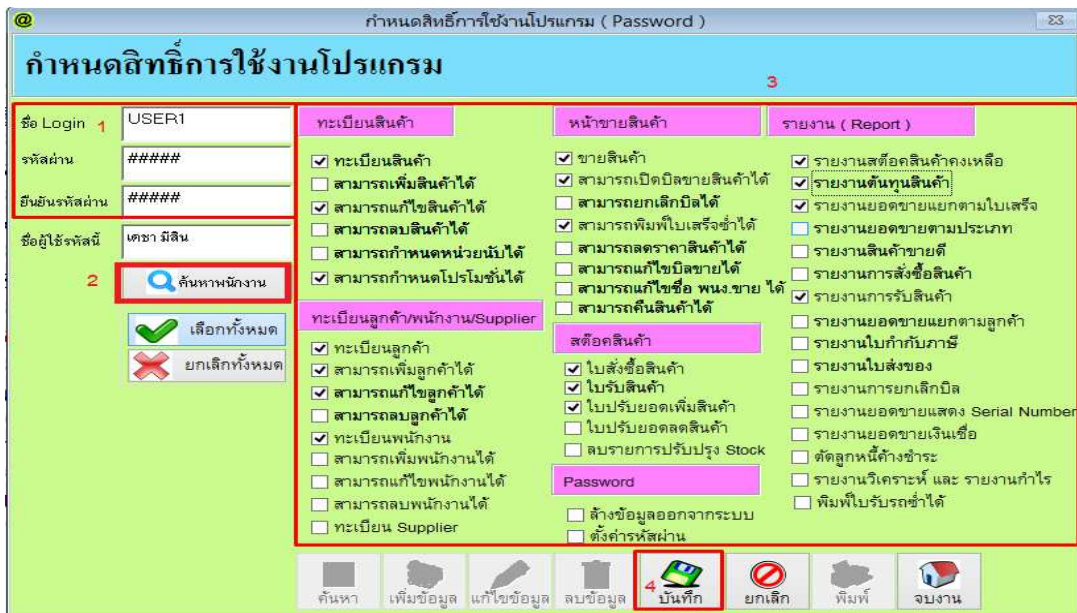 กำหนดสิทธิ์การใช้งานโปรแกรม ( Password )
กำหนดสิทธิ์การใช้งานโปรแกรม
3
ชื่อ Login 1 USER1
รหัสผ่าน #####
ยืนยันรหัสผ่าน #####
ชื่อผู้ใช้รหัสนี้ เดชา มีสิน
2 ค้นหาพนักงาน
เลือกทั้งหมด
ยกเลิกทั้งหมด
ทะเบียนสินค้า
ทะเบียนสินค้า
สามารถเพิ่มสินค้าได้
สามารถแก้ไขสินค้าได้
สามารถลบสินค้าได้
สามารถกำหนดหน่วยนับได้
สามารถกำหนดโปรโมชั่นได้
ทะเบียนลูกค้า/พนักงาน/Supplier
ทะเบียนลูกค้า
สามารถเพิ่มลูกค้าได้
สามารถแก้ไขลูกค้าได้
สามารถลบลูกค้าได้
ทะเบียนพนักงาน
สามารถเพิ่มพนักงานได้
สามารถแก้ไขพนักงานได้
สามารถลบพนักงานได้
ทะเบียน Supplier
หน้าขายสินค้า
ขายสินค้า
สามารถเปิดบิลขายสินค้าได้
สามารถยกเลิกบิลได้
สามารถพิมพ์ใบเสร็จซ้ำได้
สามารถลดราคาสินค้าได้
สามารถแก้ไขบิลขายได้
สามารถแก้ไขชื่อ พนง.ขาย ได้
สามารถคืนสินค้าได้
สต๊อคสินค้า
ใบสั่งซื้อสินค้า
ใบรับสินค้า
ใบปรับยอดเพิ่มสินค้า
ใบปรับยอดลดสินค้า
ลบรายการปรับปรุง Stock
Password
ล้างข้อมูลออกจากระบบ
ตั้งค่ารหัสผ่าน
รายงาน ( Report )
รายงานสต๊อคสินค้าคงเหลือ
รายงานต้นทุนสินค้า
รายงานยอดขายแยกตามใบเสร็จ
รายงานยอดขายตามประเภท
รายงานสินค้าขายดี
รายงานการสั่งซื้อสินค้า
รายงานการรับสินค้า
รายงานยอดขายแยกตามลูกค้า
รายงานใบกำกับภาษี
รายงานใบส่งของ
รายงานการยกเลิกบิล
รายงานยอดขายแสดง Serial Number
รายงานยอดขายเงินเชื่อ
ตัดลูกหนี้ค้างชำระ
รายงานวิเคราะห์ และ รายงานกำไร
พิมพ์ใบรับรถซ้ำได้
ค้นหา เพิ่มข้อมูล แก้ไขข้อมูล ลบข้อมูล 4 บันทึก ยกเลิก พิมพ์ จบงาน